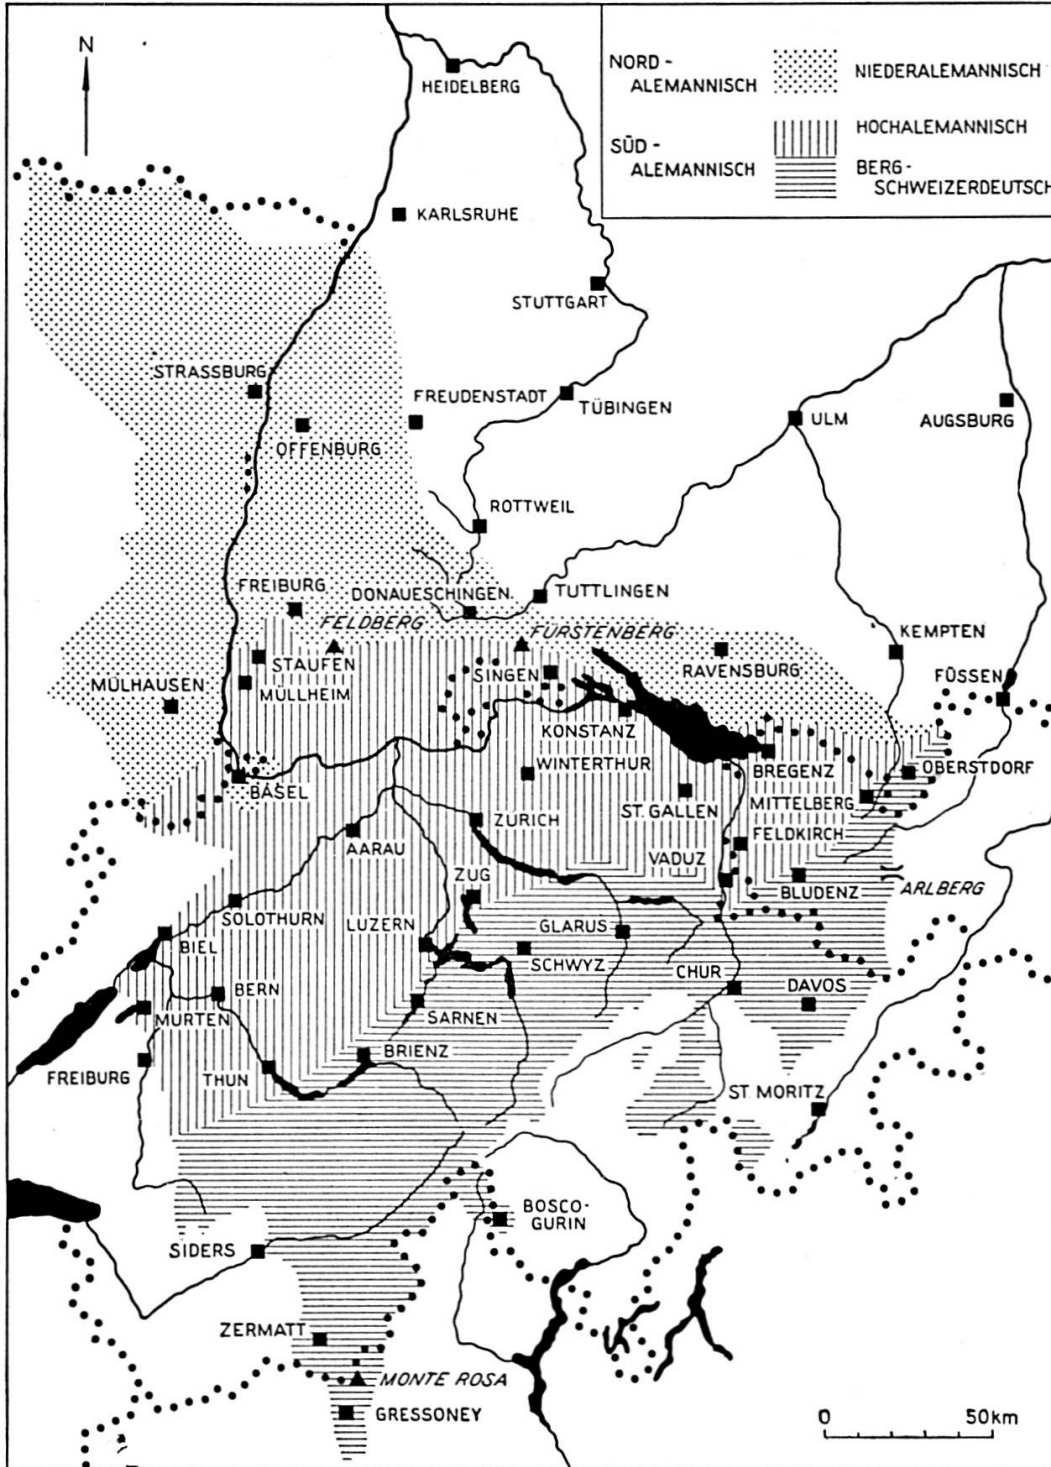 N
NORD -
ALEMANNISCH
NIEDERALEMANNISCH
SÜD -
ALEMANNISCH
HOCHALEMANNISCH
BERG -
SCHWEIZERDEUTSCH
HEIDELBERG
KARLSRUHE
STUTTGART
STRASSBURG
FREUDENSTADT
TÜBINGEN
OFFENBURG
ULM
AUGSBURG
ROTTWEIL
FREIBURG
DONAUESCHINGEN.
TUTTLINGEN
FELDBERG
FÜRSTENBERG
KEMPTEN
STAUFEN
SINGEN
RAVENSBURG
FÜSSEN
MÜLHAUSEN
MÜLLHEIM
KONSTANZ
WINTERTHUR
BREGENZ
OBERSTDORF
BASEL
ST. GALLEN
MITTELBERG
ZÜRICH
FELDKIRCH
AARAU
VADUZ
ZUG
BLUDENZ
ARLBERG
SOLOTHURN
LUZERN
GLARUS
BIEL
SCHWYZ
CHUR
DAVOS
BERN
MURTEN
SARNEN
BRIENZ
FREIBURG
THUN
ST. MORITZ
BOSCO-
GURIN
SIDERS
ZERMATT
MONTE ROSA
GRESSONEY
0 50km